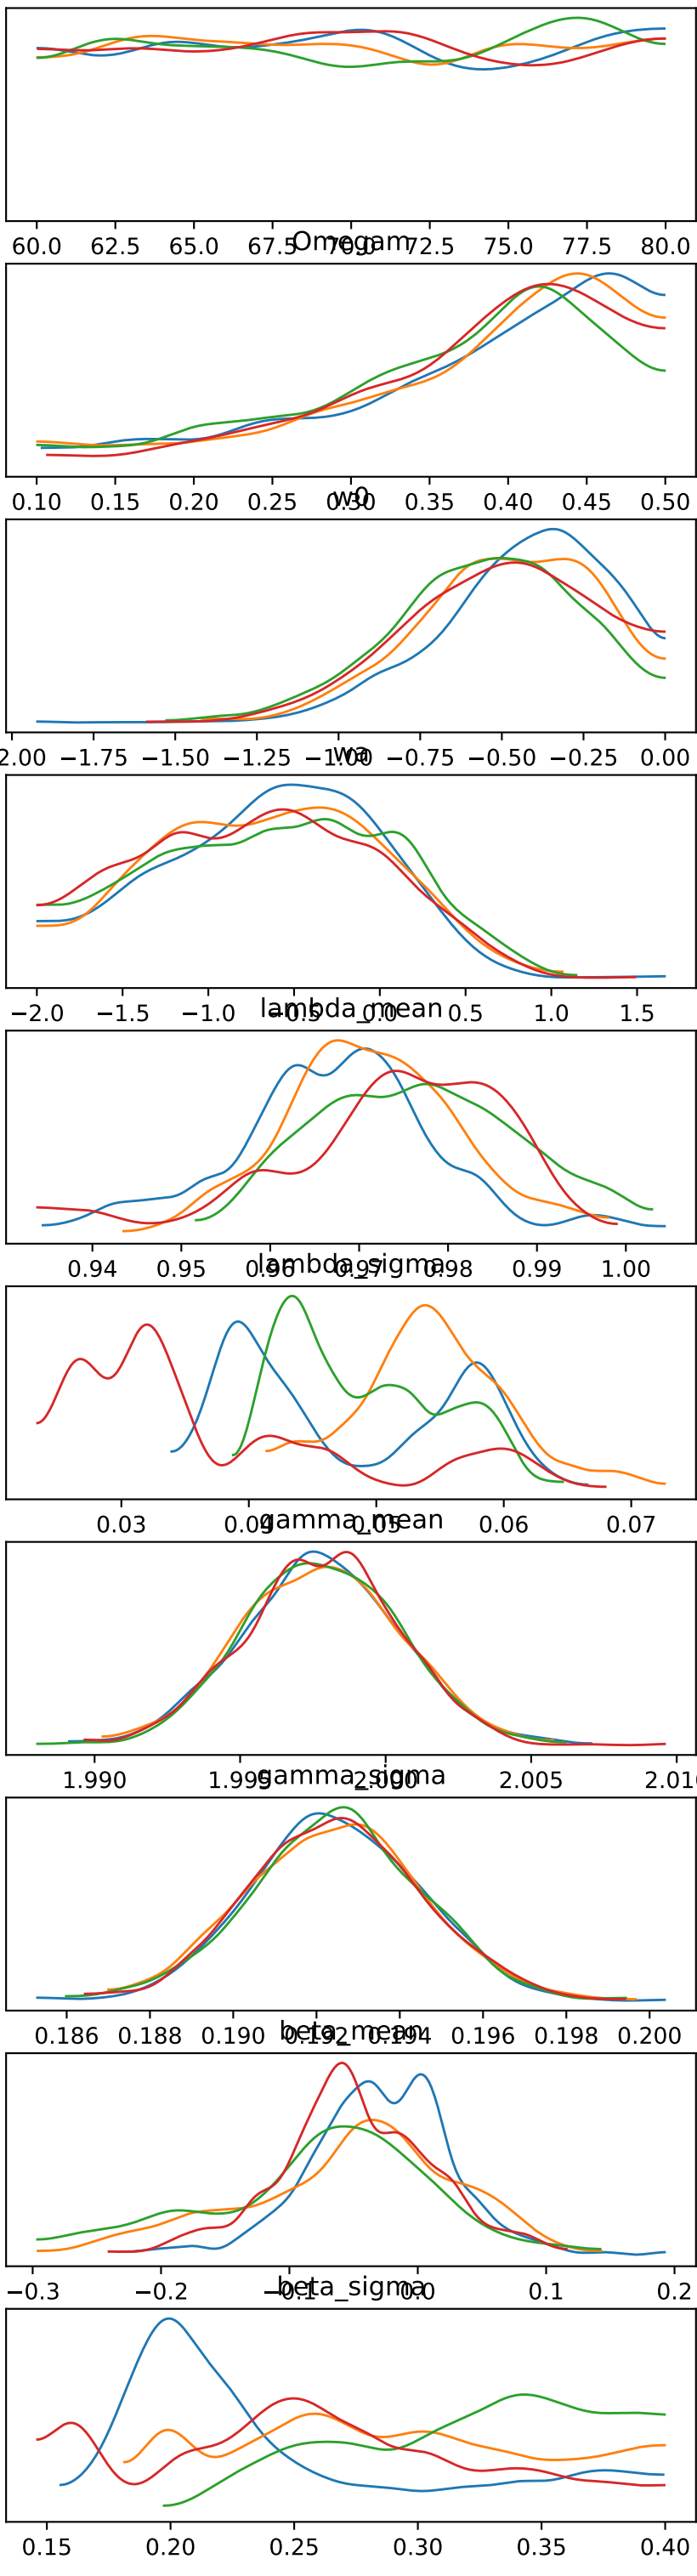 60.0 62.5 65.0 67.5 70.0 72.5 75.0 77.5 80.0
Omegam
0.10 0.15 0.20 0.25 0.30 0.35 0.40 0.45 0.50
w0
2.00 −1.75 −1.50 −1.25 −1.00 −0.75 −0.50 −0.25 0.00
wa
−2.0 −1.5 −1.0 −0.5 0.0 0.5 1.0 1.5
lambda_mean
0.94 0.95 0.96 0.97 0.98 0.99 1.00
lambda_sigma
0.03 0.04 0.05 0.06 0.07
gamma_mean
1.990 1.995 2.000 2.005 2.01
gamma_sigma
0.186 0.188 0.190 0.192 0.194 0.196 0.198 0.200
beta_mean
−0.3 −0.2 −0.1 0.0 0.1 0.2
beta_sigma
0.15 0.20 0.25 0.30 0.35 0.40